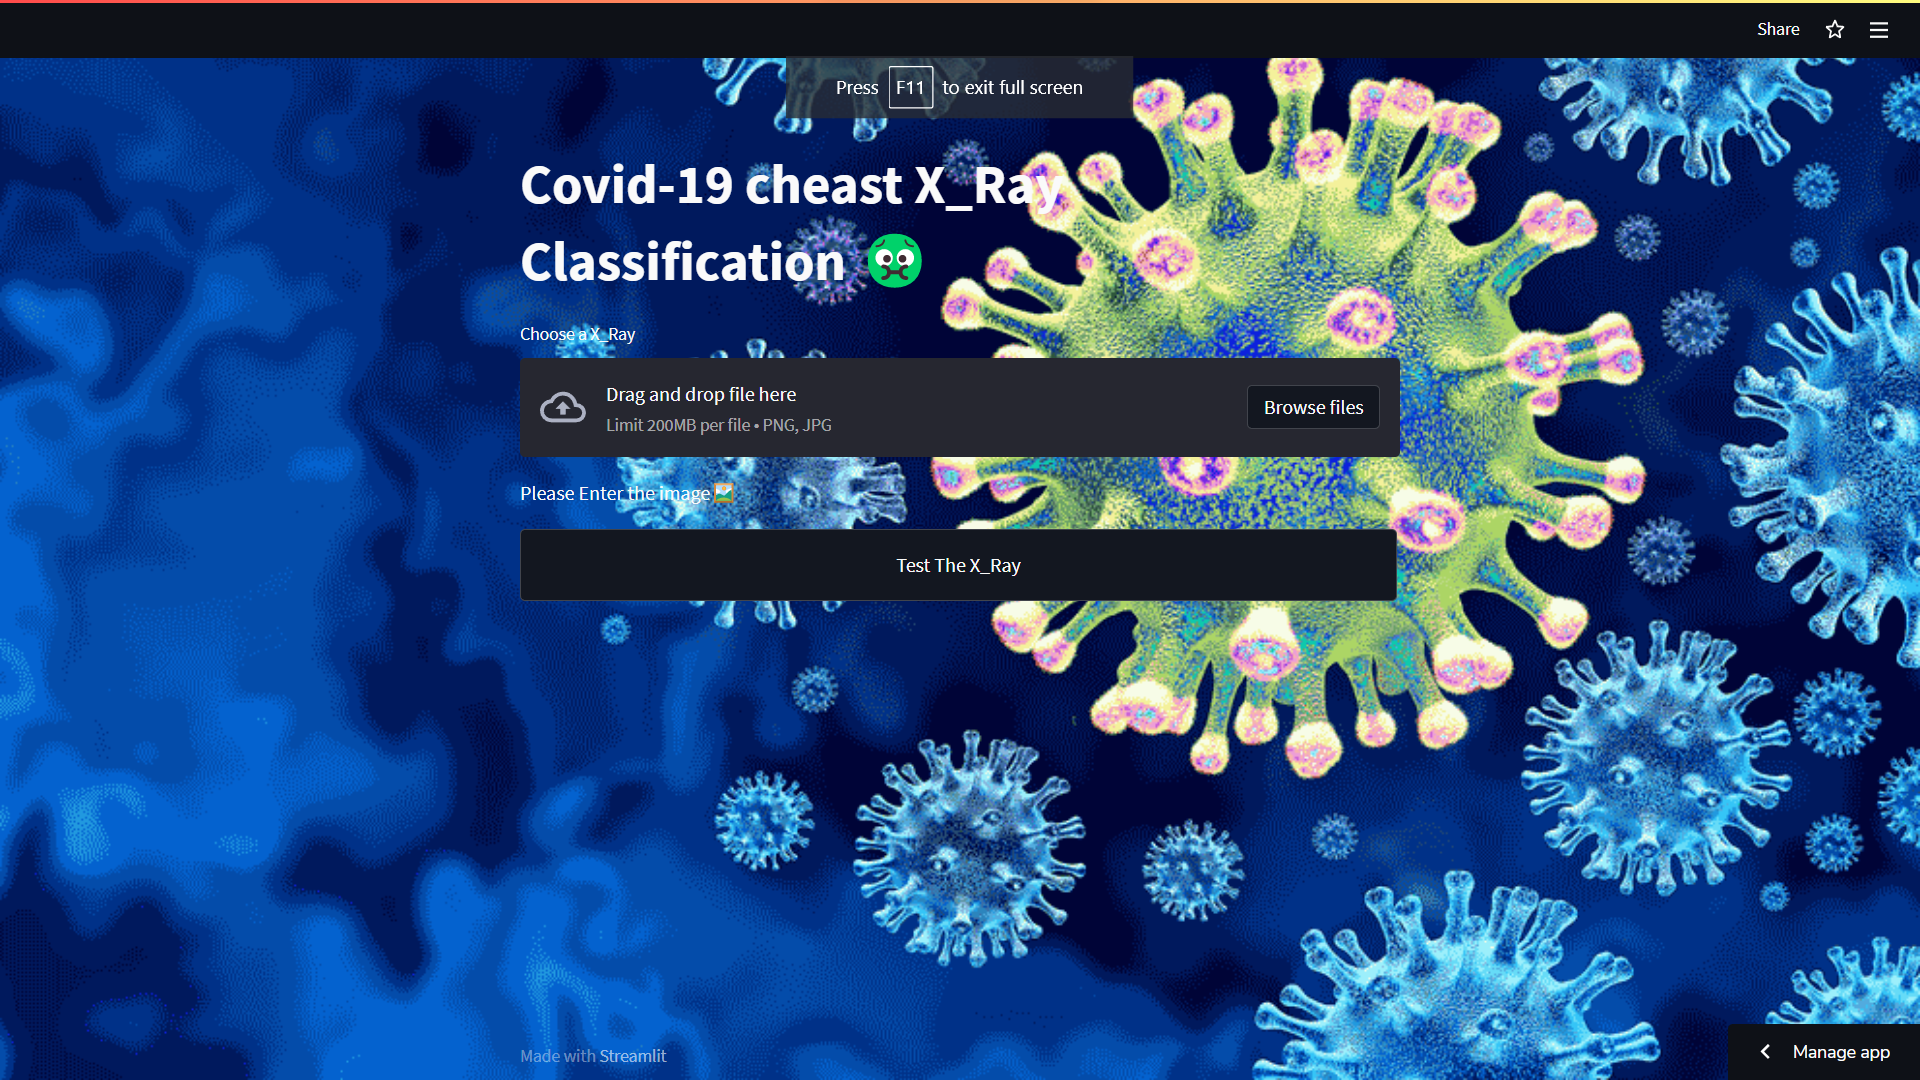 Share
Press F11 to exit full screen
Covid-19 cheast X_Ray
Classification 🤢
Choose a X_Ray
Drag and drop file here
Limit 200MB per file • PNG, JPG
Browse files
Please Enter the image🖼️
Test The X_Ray
Made with Streamlit
Manage app